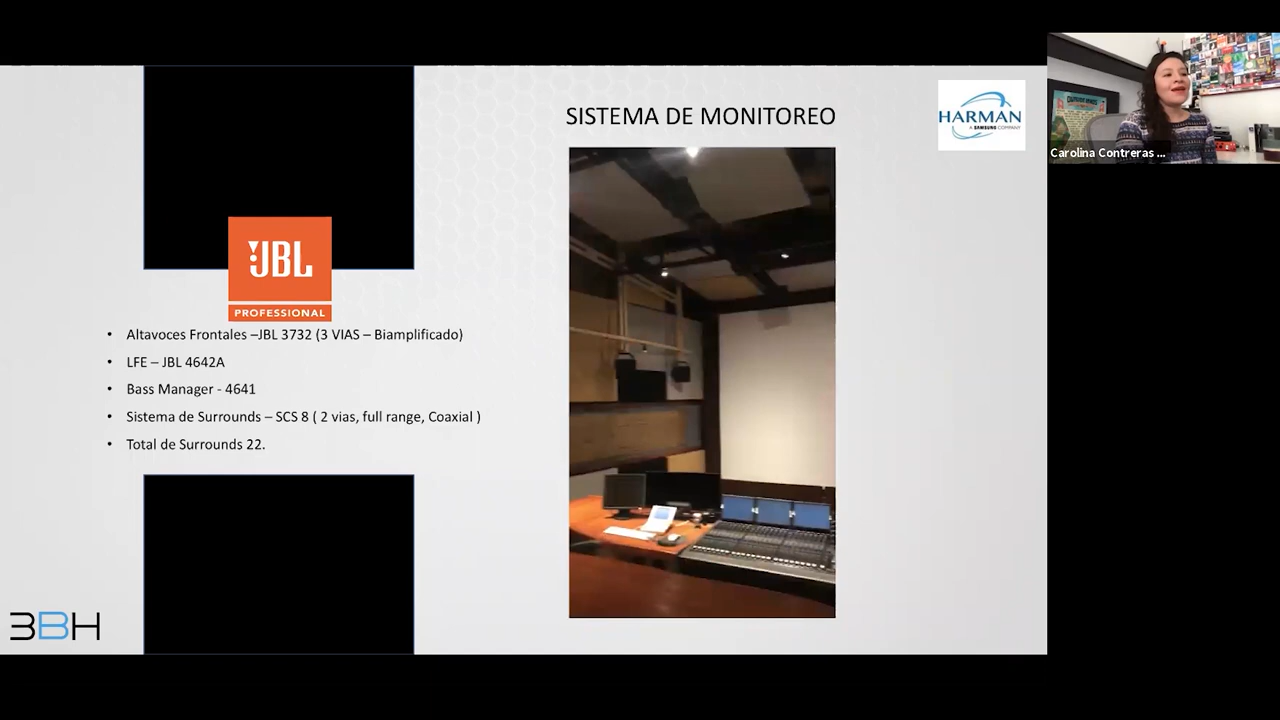 SISTEMA DE MONITOREO
HARMAN
A SAMSUNG COMPANY
Carolina Contreras ...
JBL
PROFESSIONAL
• Altavoces Frontales –JBL 3732 (3 VIAS – Biamplificado)
• LFE – JBL 4642A
• Bass Manager - 4641
• Sistema de Surrounds – SCS 8 ( 2 vias, full range, Coaxial )
• Total de Surrounds 22.
3BH